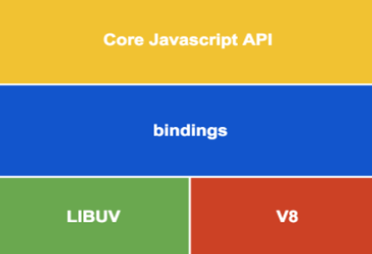 Core Javascript API
bindings
LIBUV
V8